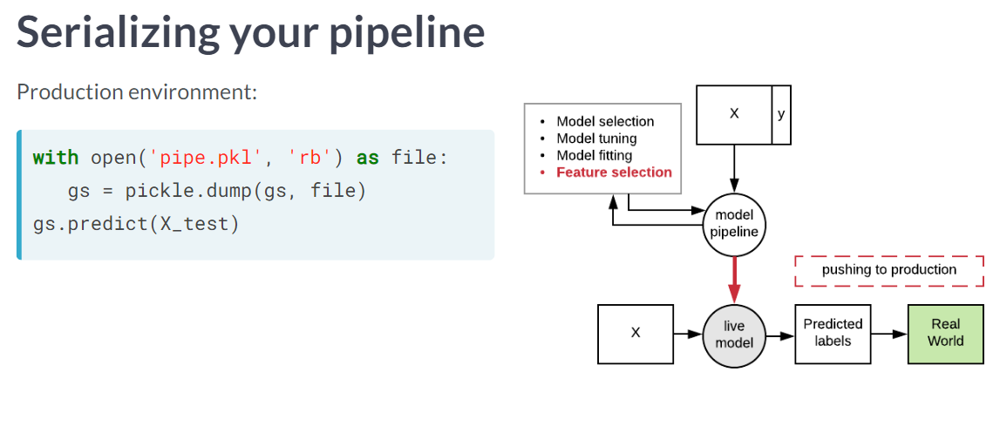 Serializing your pipeline
Production environment:
with open('pipe.pkl', 'rb') as file:
gs = pickle.dump(gs, file)
gs.predict(X_test)
• Model selection
• Model tuning
• Model fitting
• Feature selection
X
y
model
pipeline
pushing to production
X
live
model
Predicted
labels
Real
World